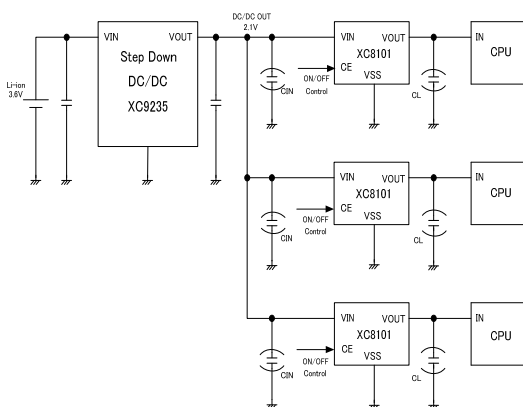 Li-ion
3.6V
VIN VOUT
Step Down
DC/DC
XC9235
DC/DC OUT
2.1V
VIN VOUT
XC8101
CE
VSS
ON/OFF
Control
CIN
CL
IN
CPU
VIN VOUT
XC8101
CE
VSS
ON/OFF
Control
CIN
CL
IN
CPU
VIN VOUT
XC8101
CE
VSS
ON/OFF
Control
CIN
CL
IN
CPU